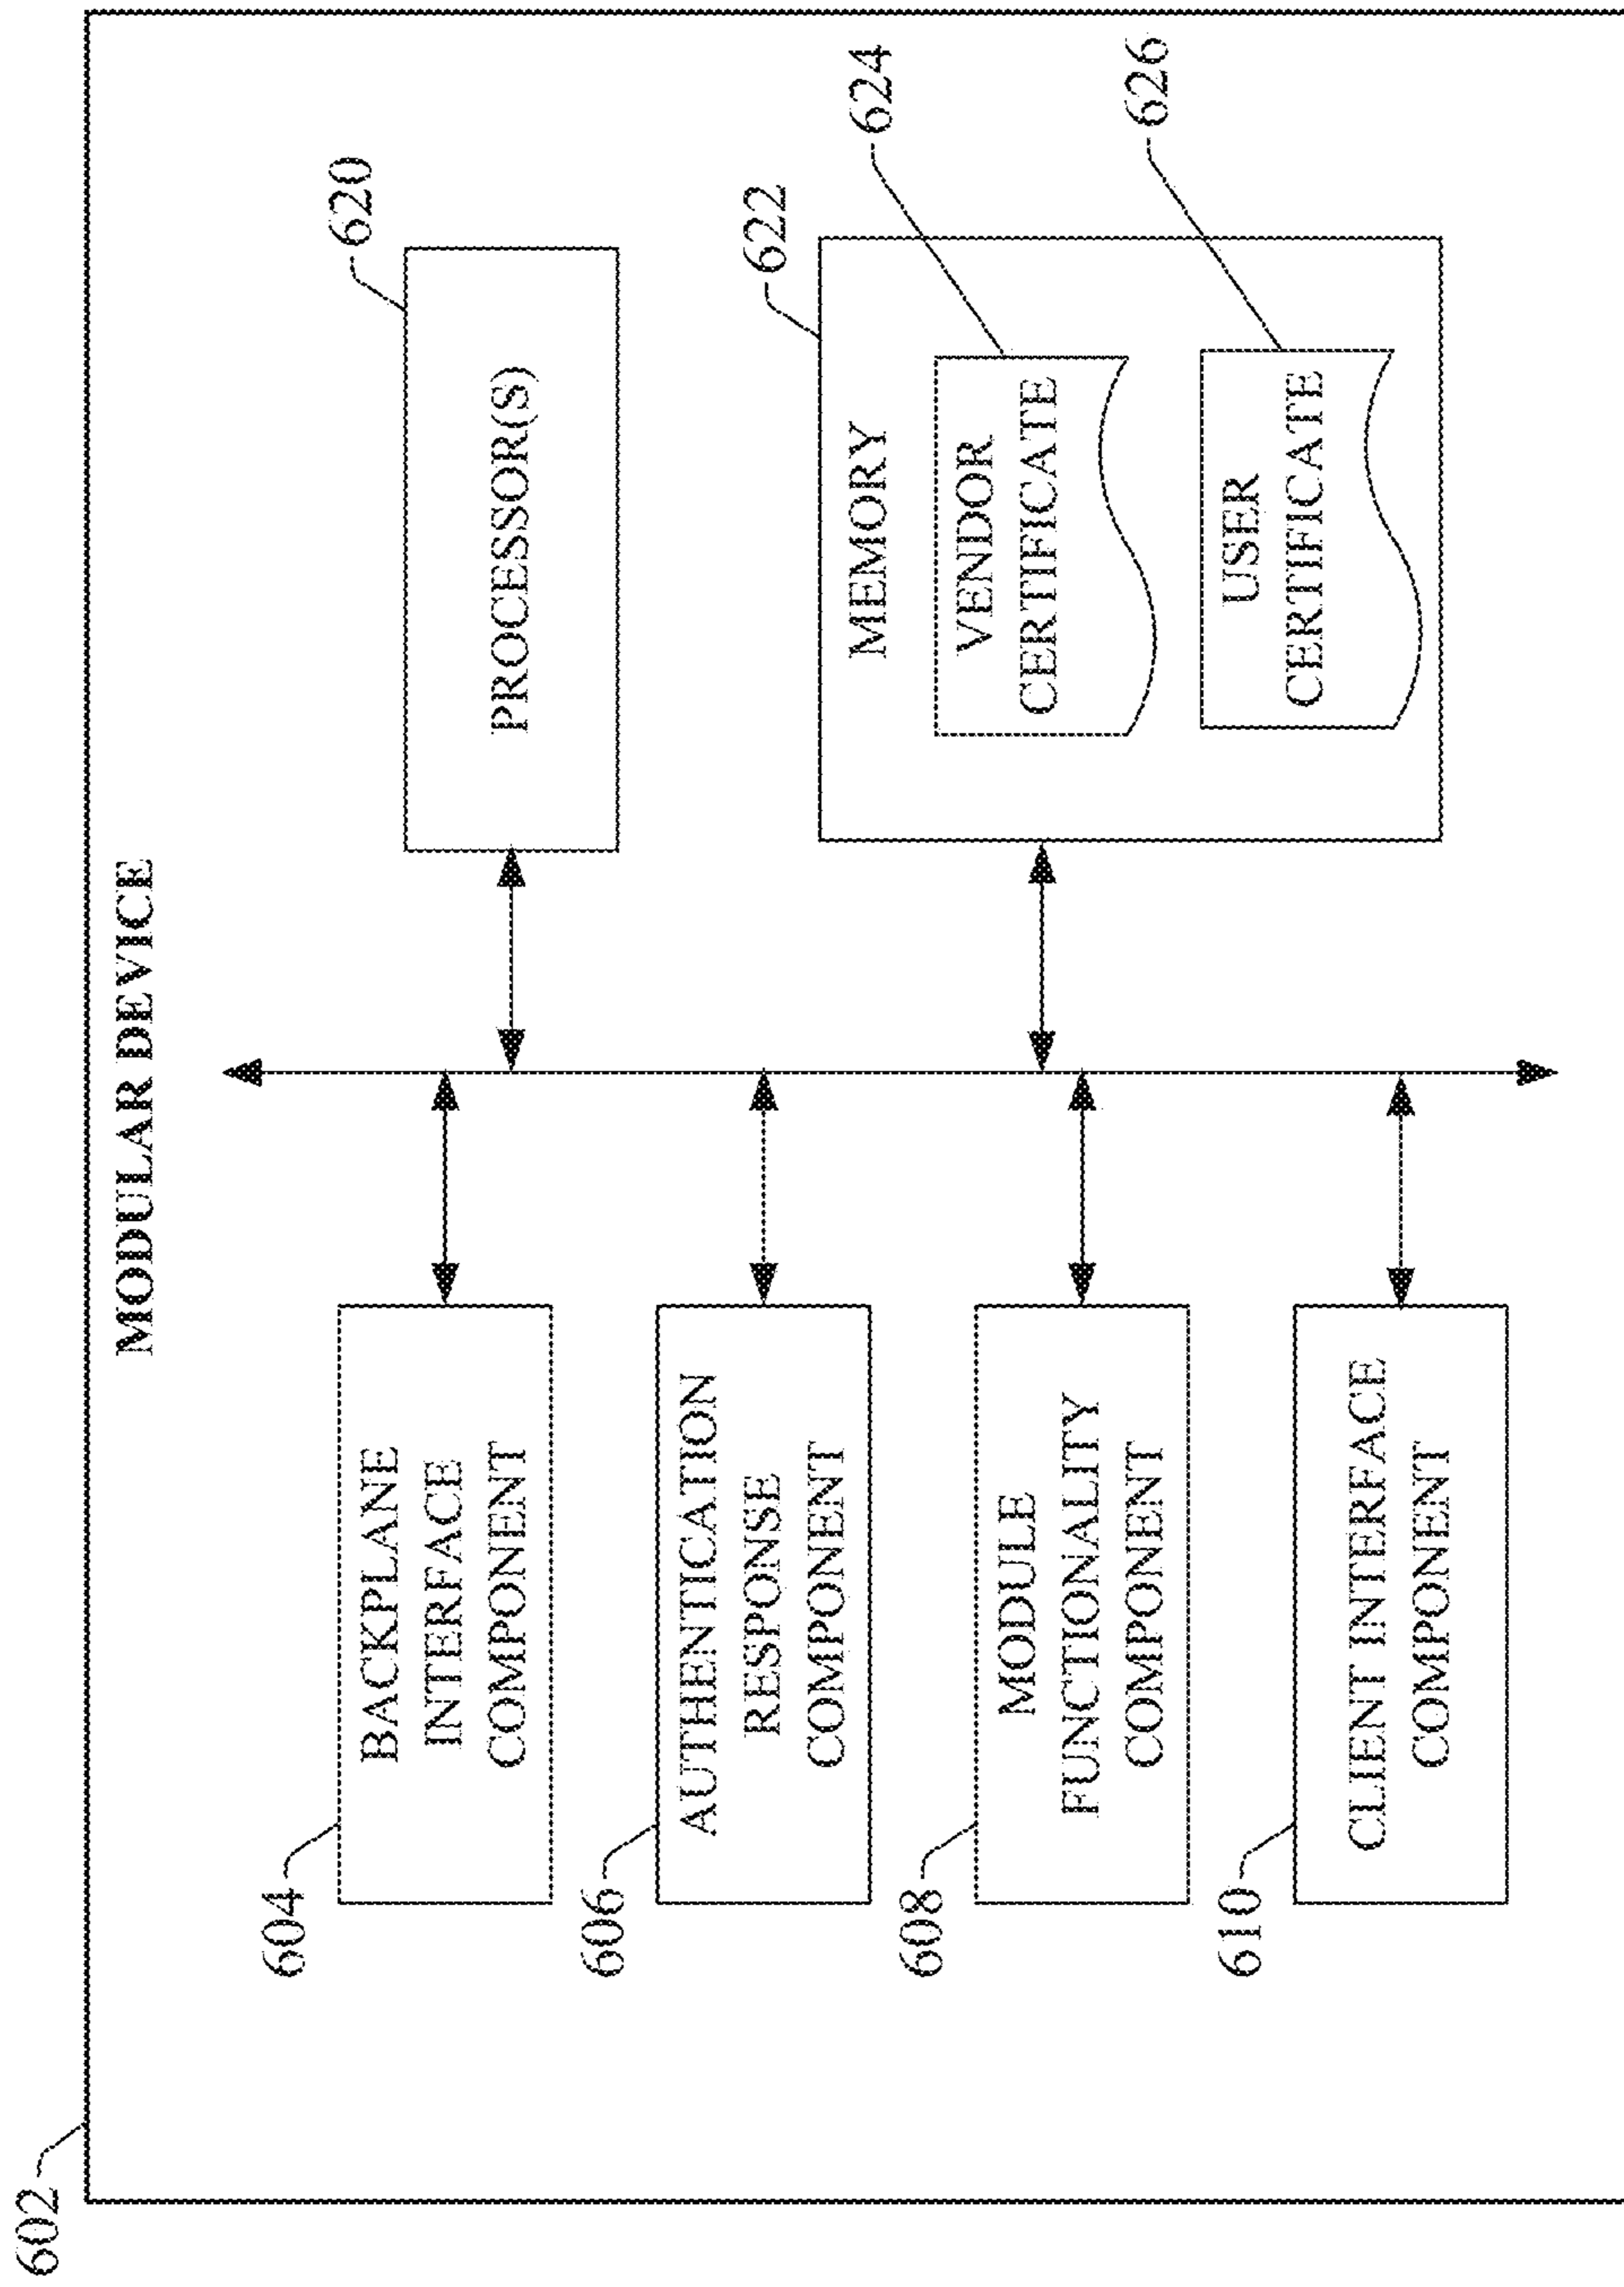 602
MODULAR DEVICE
604
BACKPLANE
INTERFACE
COMPONENT
606
AUTHENTICATION
RESPONSE
COMPONENT
608
MODULE
FUNCTIONALITY
COMPONENT
610
CLIENT INTERFACE
COMPONENT
620
PROCESSOR(S)
622
MEMORY
624
VENDOR
CERTIFICATE
626
USER
CERTIFICATE